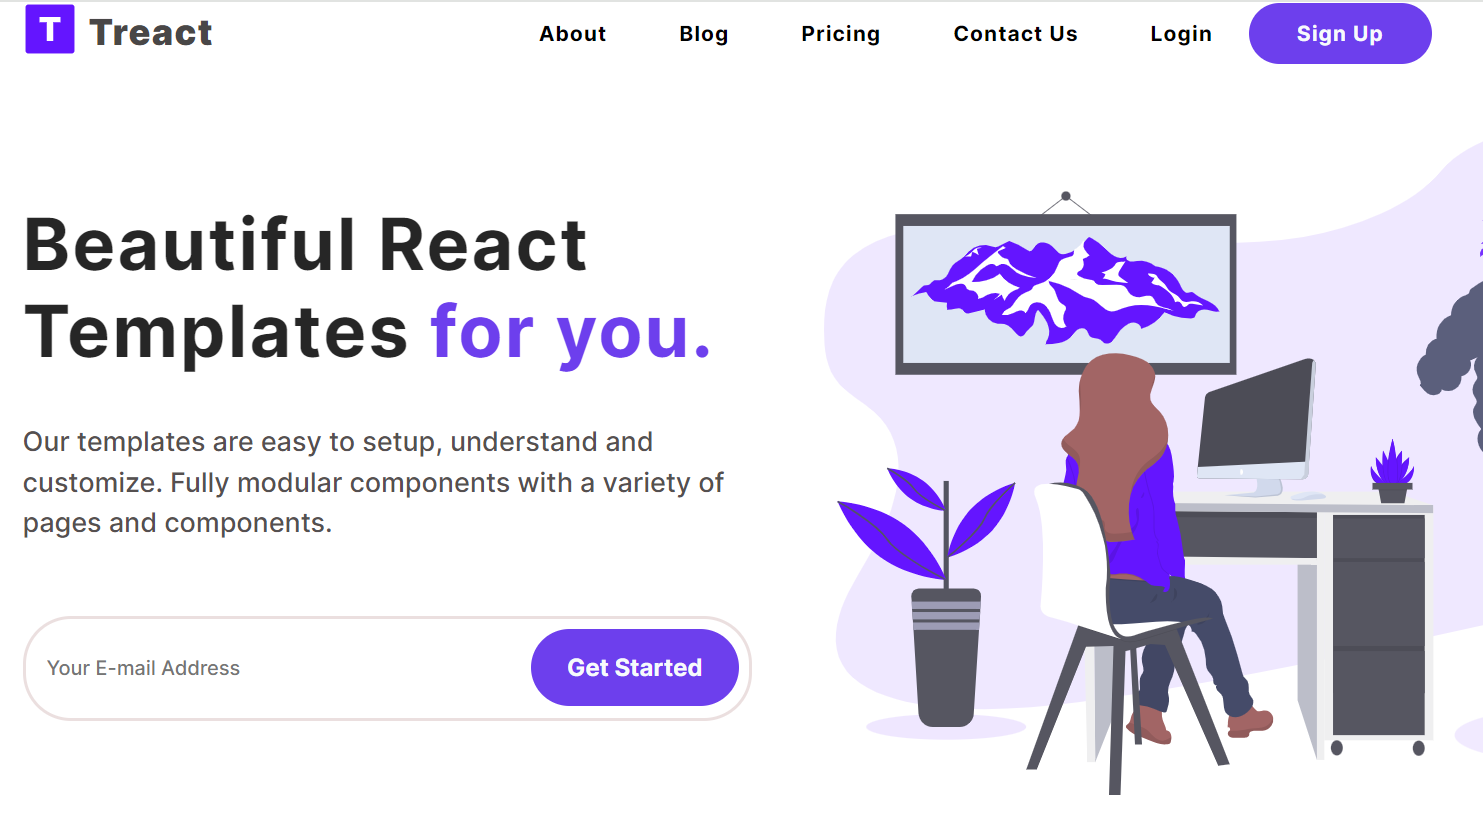 T Treact
About Blog Pricing Contact Us Login Sign Up
Beautiful React
Templates for you.
Our templates are easy to setup, understand and
customize. Fully modular components with a variety of
pages and components.
Your E-mail Address Get Started